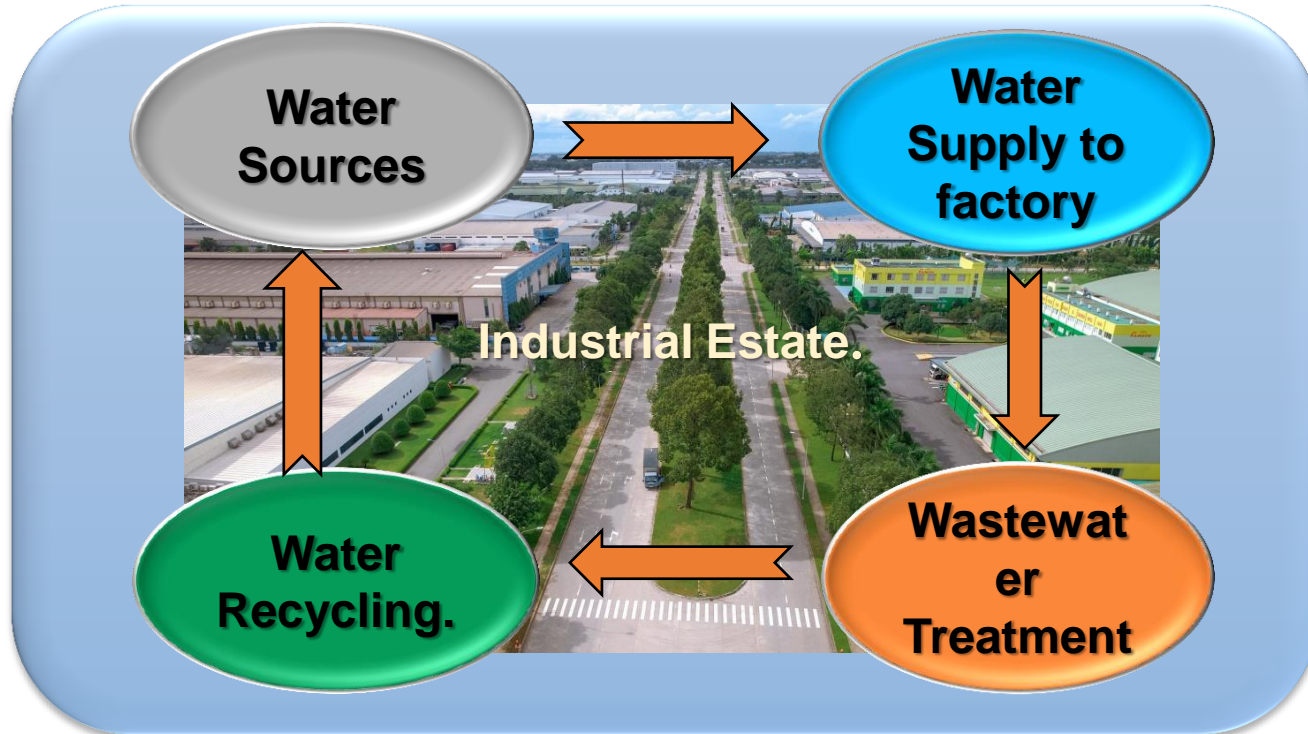 Water
Sources
Water
Supply to
factory
Industrial Estate.
Water
Recycling.
Wastewat
er
Treatment